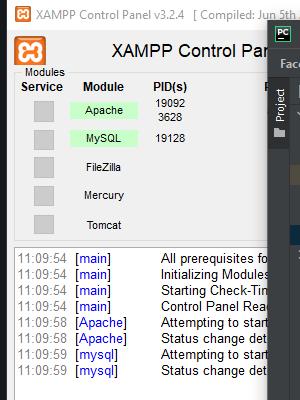 XAMPP Control Panel v3.2.4 [ Compiled: Jun 5th
XAMPP Control Pan
Modules
Service Module PID(s)
Apache 19092
3628
MySQL 19128
FileZilla
Mercury
Tomcat
PC
Face
Project
11:09:54 [main] All prerequisites fo
11:09:54 [main] Initializing Modules
11:09:54 [main] Starting Check-Tim
11:09:54 [main] Control Panel Rea
11:09:58 [Apache] Attempting to start
11:09:58 [Apache] Status change det
11:09:59 [mysql] Attempting to start
11:09:59 [mysql] Status change det